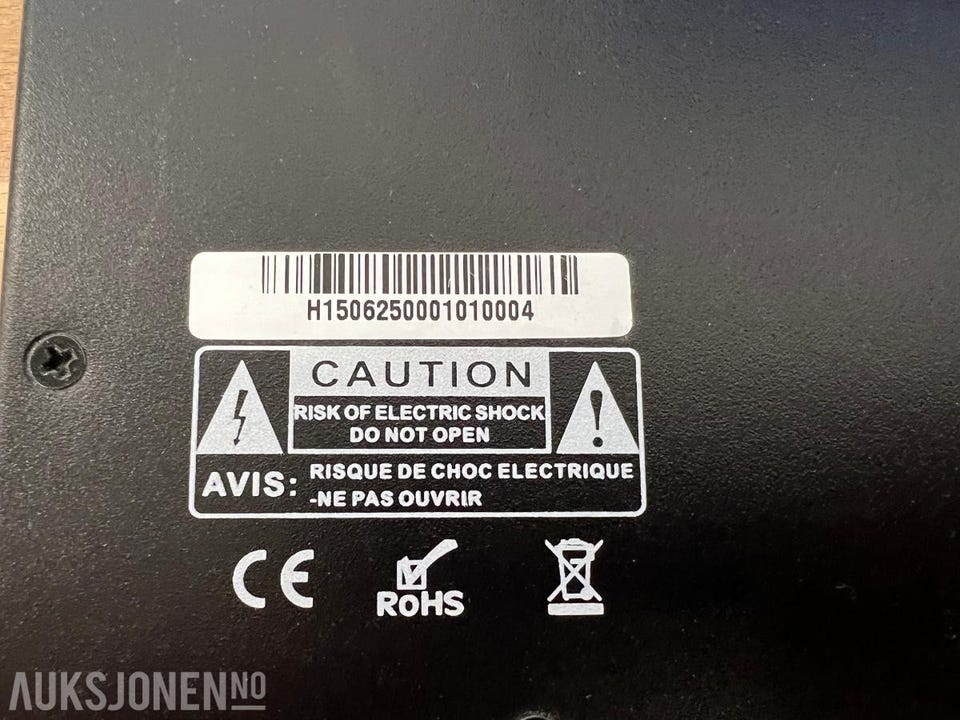 H1506250001010004
CAUTION
RISK OF ELECTRIC SHOCK
DO NOT OPEN
AVIS: RISQUE DE CHOC ELECTRIQUE
-NE PAS OUVRIR
CE RoHS
AUKSJONEN NO